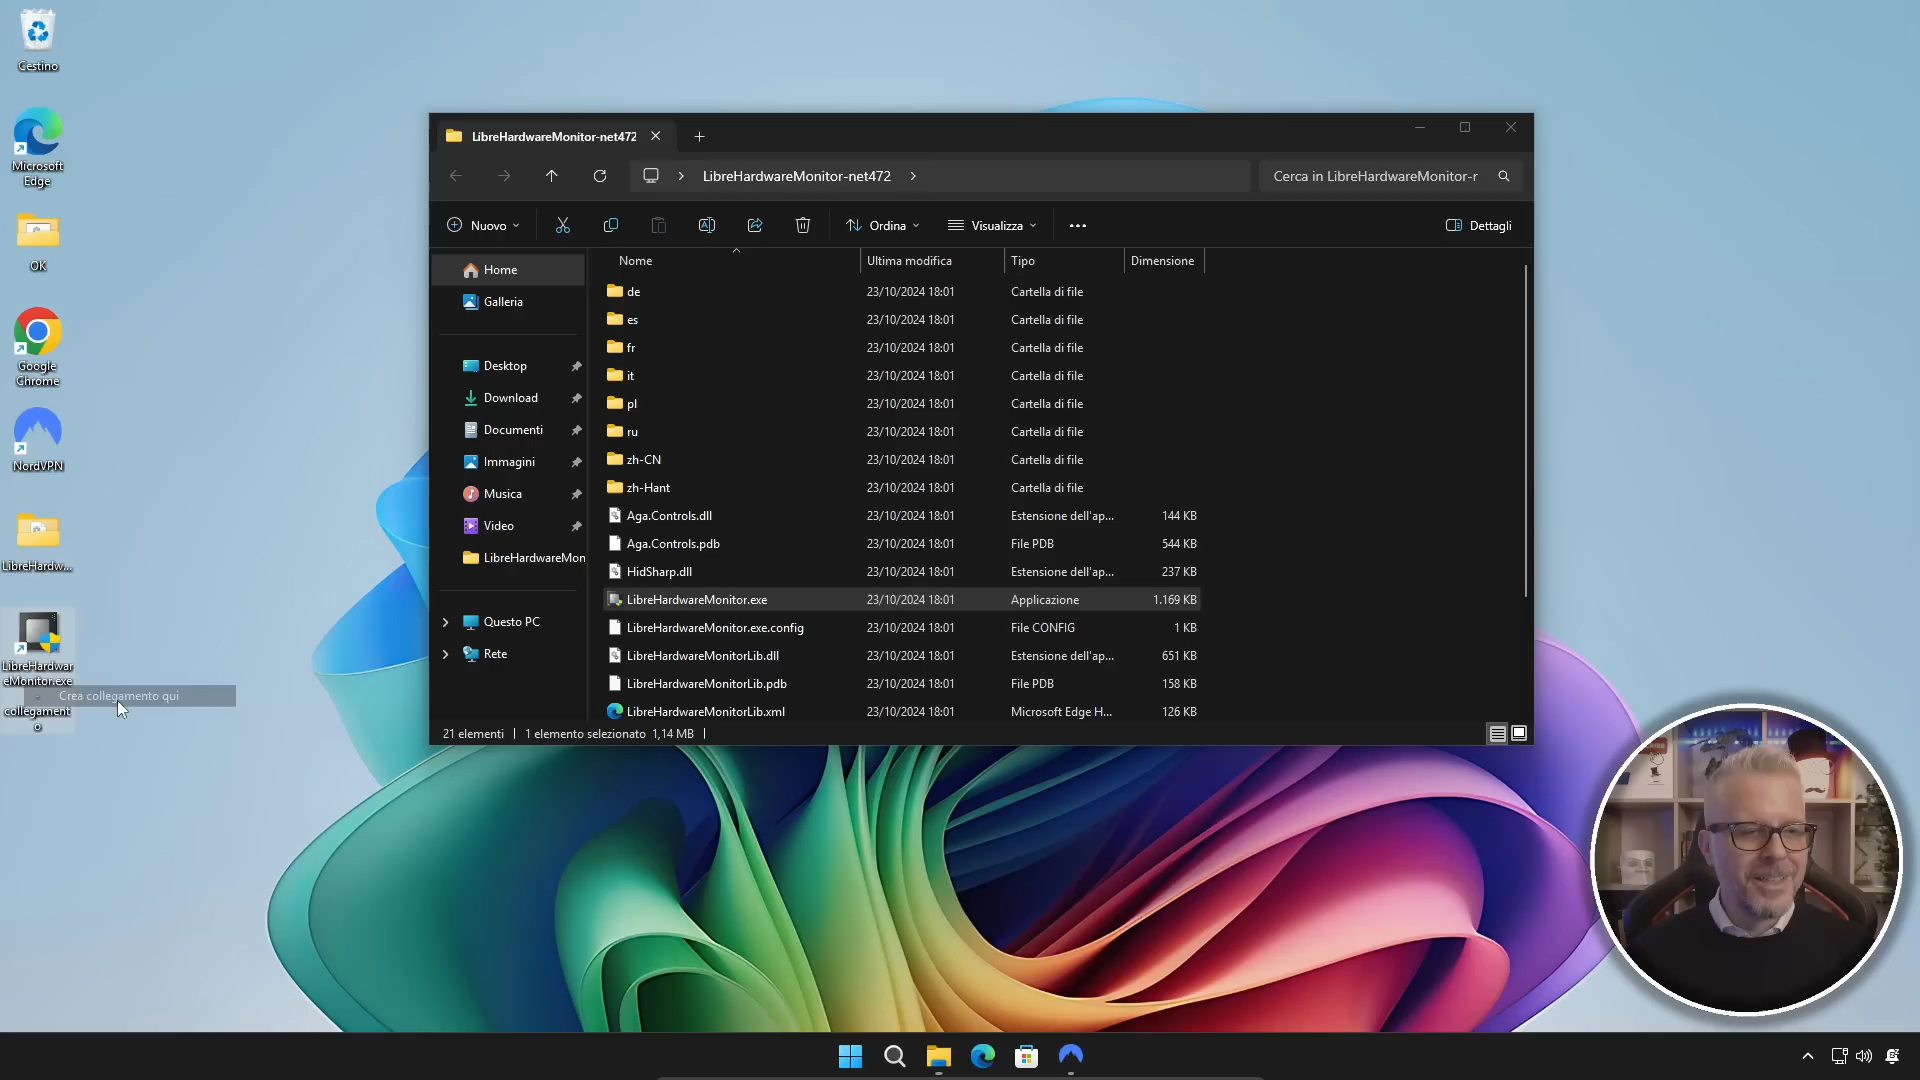 Cestino
Microsoft
Edge
OK
Google
Chrome
NordVPN
LibreHardw...
LibreHardwar
eMonitor.exe
collegament
o
Crea collegamento qui
LibreHardwareMonitor-net472
LibreHardwareMonitor-net472
Cerca in LibreHardwareMonitor-r
Nuovo
Ordina
Visualizza
Dettagli
Home
Galleria
Desktop
Download
Documenti
Immagini
Musica
Video
LibreHardwareMon
Questo PC
Rete
Nome Ultima modifica Tipo Dimensione
de 23/10/2024 18:01 Cartella di file
es 23/10/2024 18:01 Cartella di file
fr 23/10/2024 18:01 Cartella di file
it 23/10/2024 18:01 Cartella di file
pl 23/10/2024 18:01 Cartella di file
ru 23/10/2024 18:01 Cartella di file
zh-CN 23/10/2024 18:01 Cartella di file
zh-Hant 23/10/2024 18:01 Cartella di file
Aga.Controls.dll 23/10/2024 18:01 Estensione dell'ap... 144 KB
Aga.Controls.pdb 23/10/2024 18:01 File PDB 544 KB
HidSharp.dll 23/10/2024 18:01 Estensione dell'ap... 237 KB
LibreHardwareMonitor.exe 23/10/2024 18:01 Applicazione 1.169 KB
LibreHardwareMonitor.exe.config 23/10/2024 18:01 File CONFIG 1 KB
LibreHardwareMonitorLib.dll 23/10/2024 18:01 Estensione dell'ap... 651 KB
LibreHardwareMonitorLib.pdb 23/10/2024 18:01 File PDB 158 KB
LibreHardwareMonitorLib.xml 23/10/2024 18:01 Microsoft Edge H... 126 KB
21 elementi 1 elemento selezionato 1,14 MB